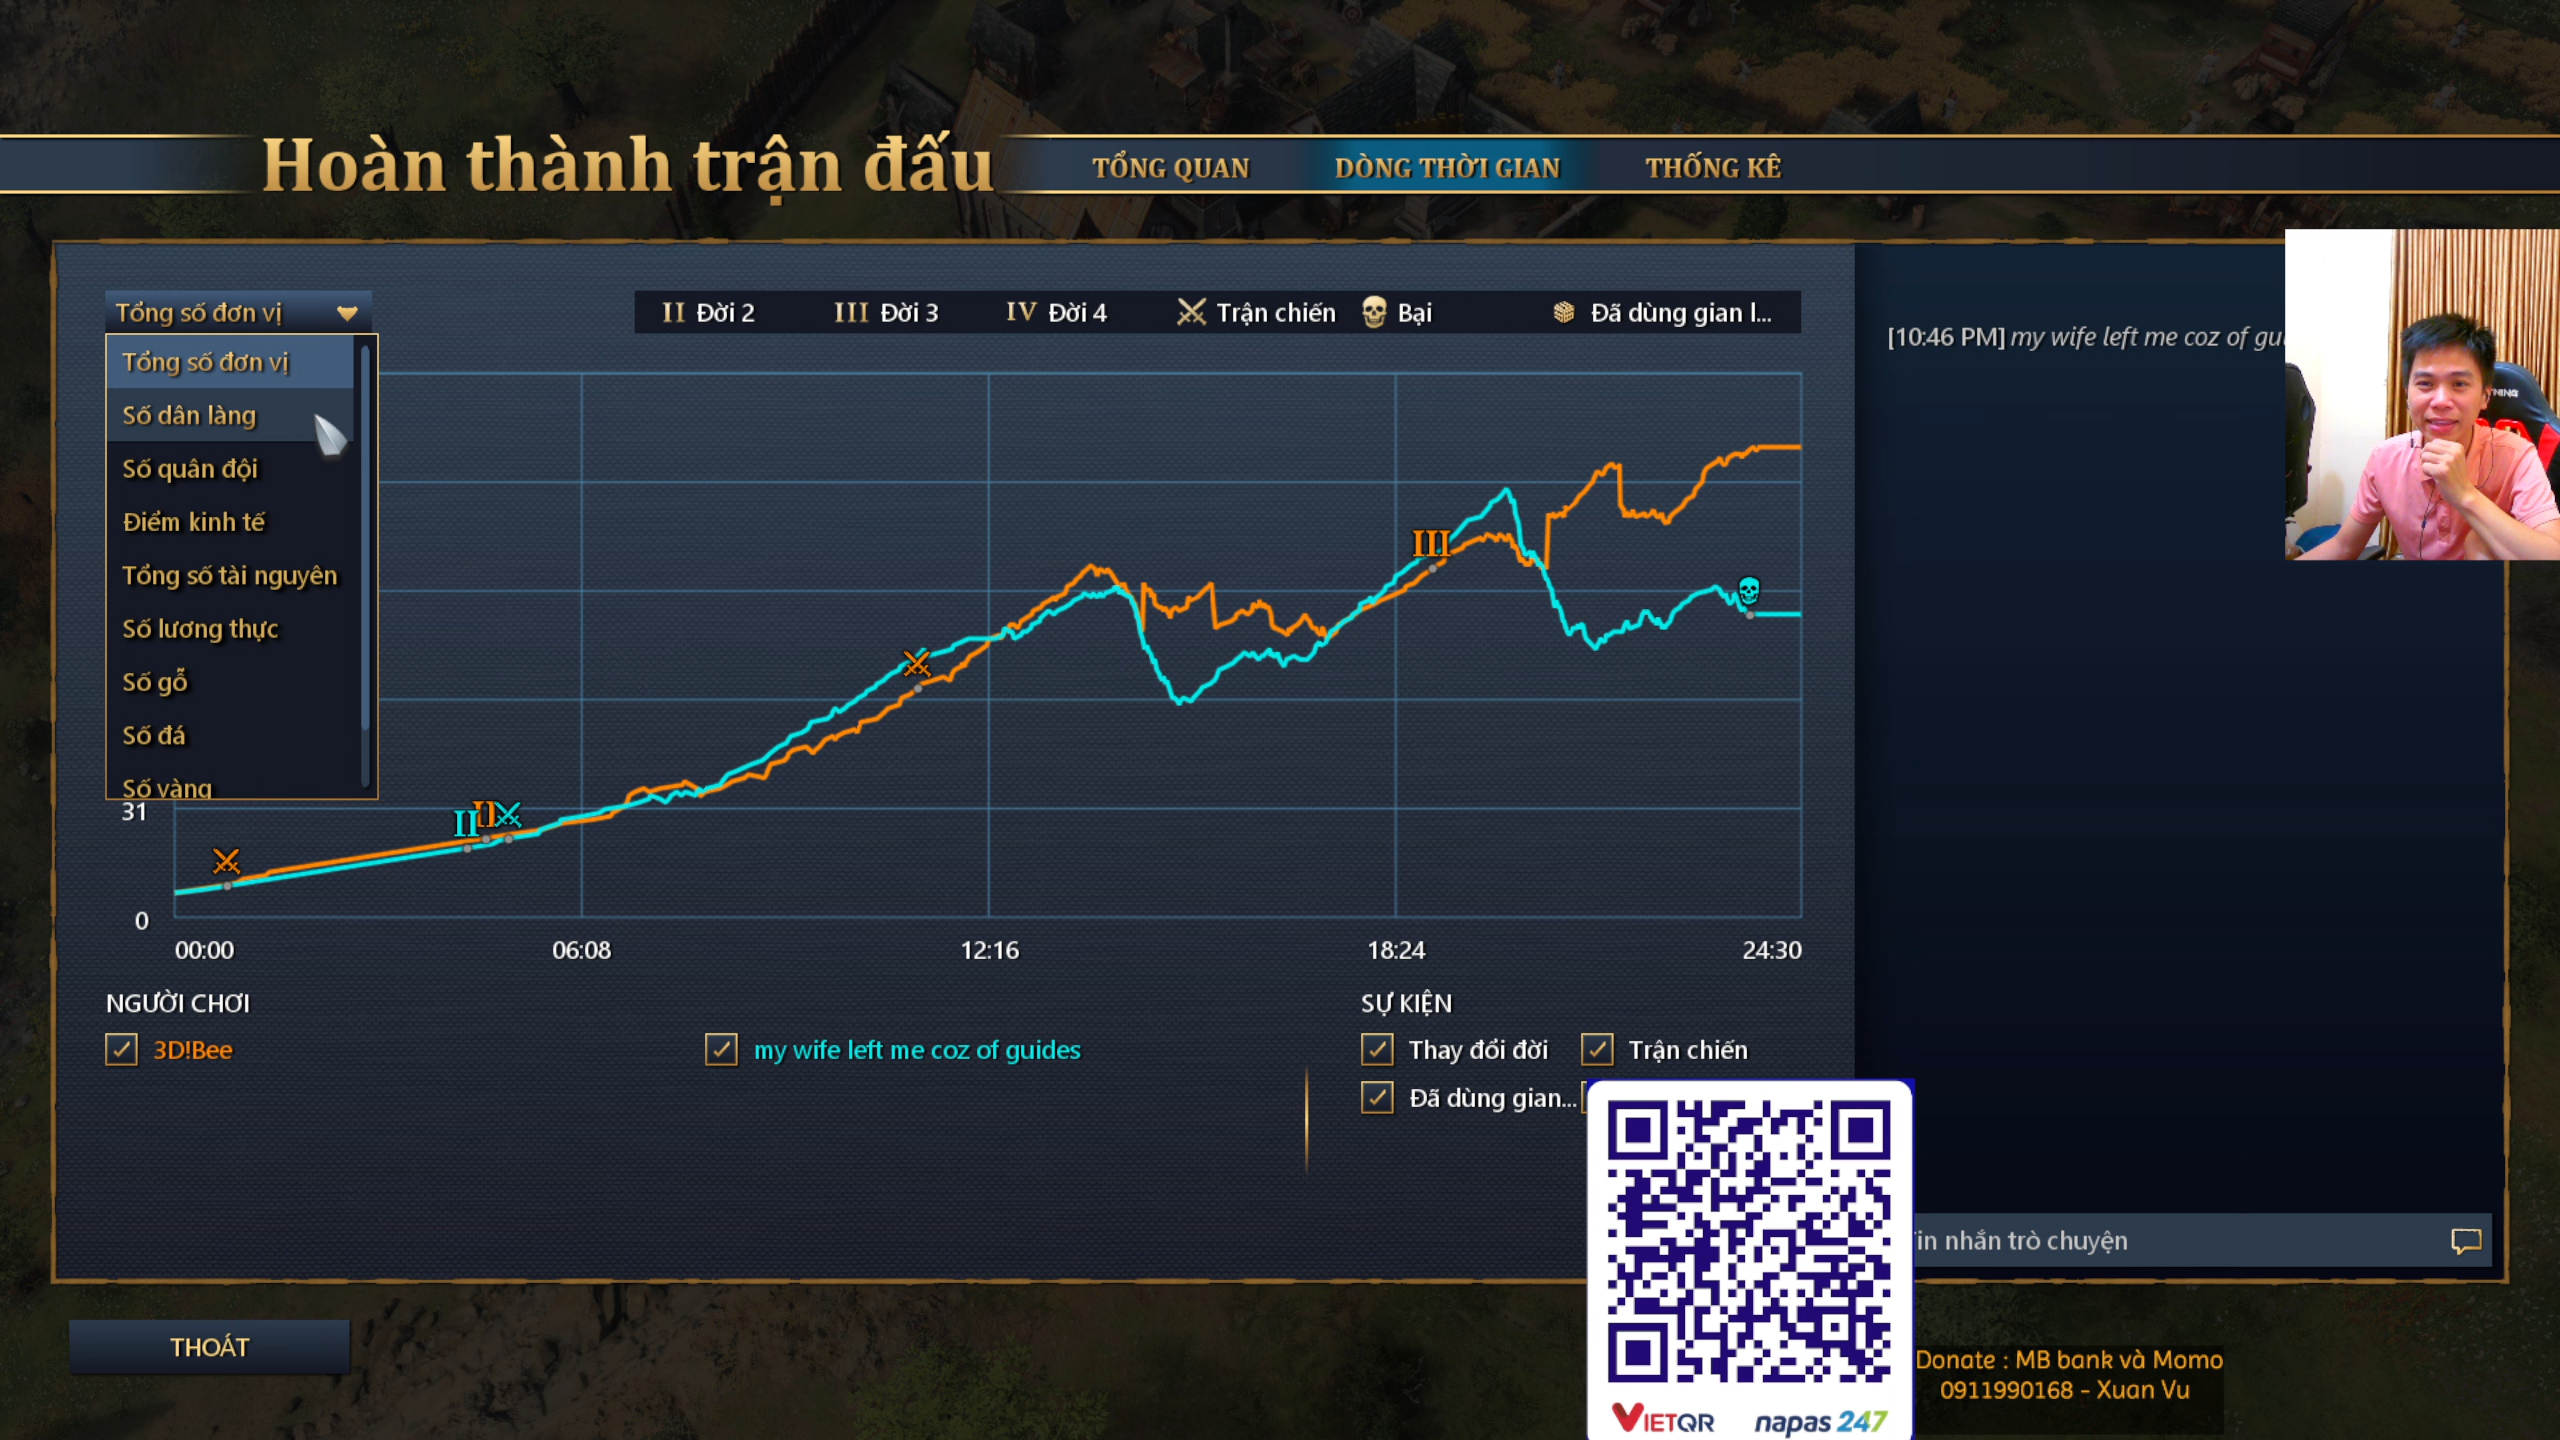 Hoàn thành trận đấu
TỔNG QUAN
DÒNG THỜI GIAN
THỐNG KÊ
Tổng số đơn vị
II Đời 2
III Đời 3
IV Đời 4
Trận chiến
Bại
Đã dùng gian l...
[10:46 PM] my wife left me coz of gu
Tổng số đơn vị
Số dân làng
Số quân đội
Điểm kinh tế
Tổng số tài nguyên
Số lương thực
Số gỗ
Số đá
Số vàng
III
II
II
31
0
00:00
06:08
12:16
18:24
24:30
NGƯỜI CHƠI
3D!Bee
my wife left me coz of guides
SỰ KIỆN
Thay đổi đời
Trận chiến
Đã dùng gian...
in nhắn trò chuyện
THOÁT
Donate : MB bank và Momo
0911990168 - Xuan Vu
VIETQR
napas 247